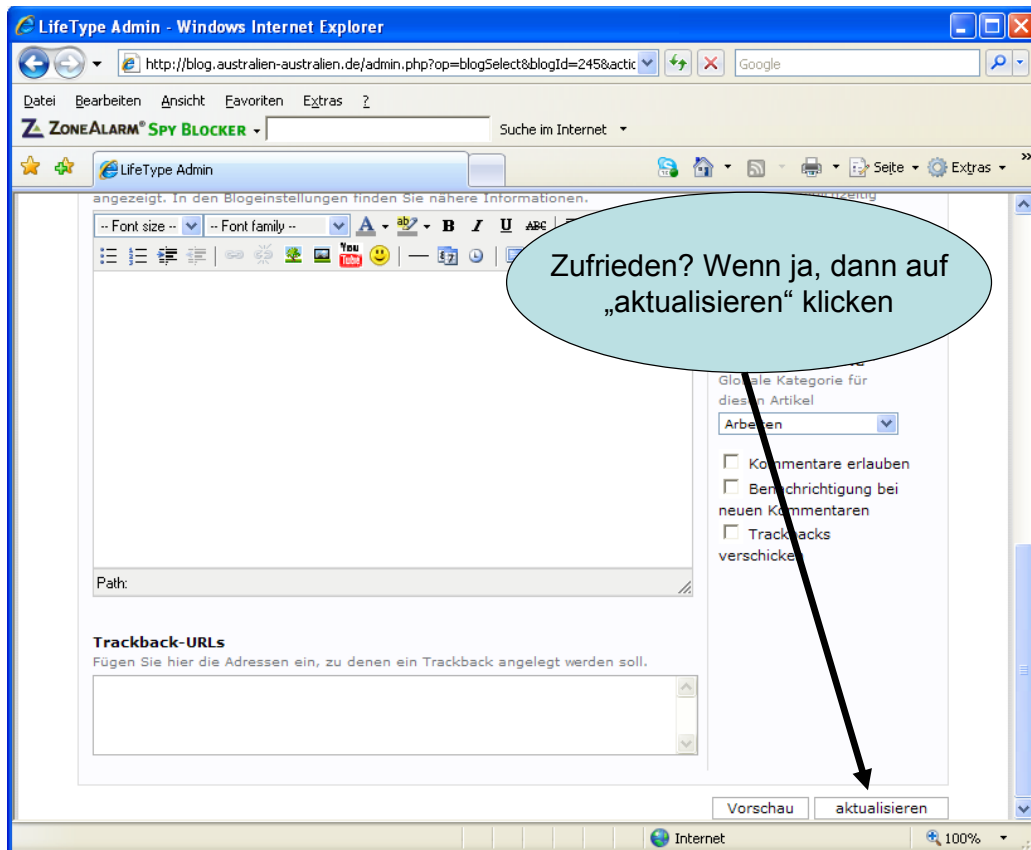 LifeType Admin - Windows Internet Explorer
http://blog.australien-australien.de/admin.php?op=blogSelect&blogId=245&actic
Google
Datei Bearbeiten Ansicht Favoriten Extras ?
ZONEALARM® SPY BLOCKER
Suche im Internet
LifeType Admin
Seite
Extras
angezeigt. In den Blogeinstellungen finden Sie nähere Informationen.
-- Font size -- -- Font family -- A ab B I U ABC
You Tube
Zufrieden? Wenn ja, dann auf
„aktualisieren“ klicken
Globale Kategorie für
diesen Artikel
Arbeiten
Kommentare erlauben
Benachrichtigung bei
neuen Kommentaren
Trackbacks
verschicken
Path:
Trackback-URLs
Fügen Sie hier die Adressen ein, zu denen ein Trackback angelegt werden soll.
Vorschau
aktualisieren
Internet
100%